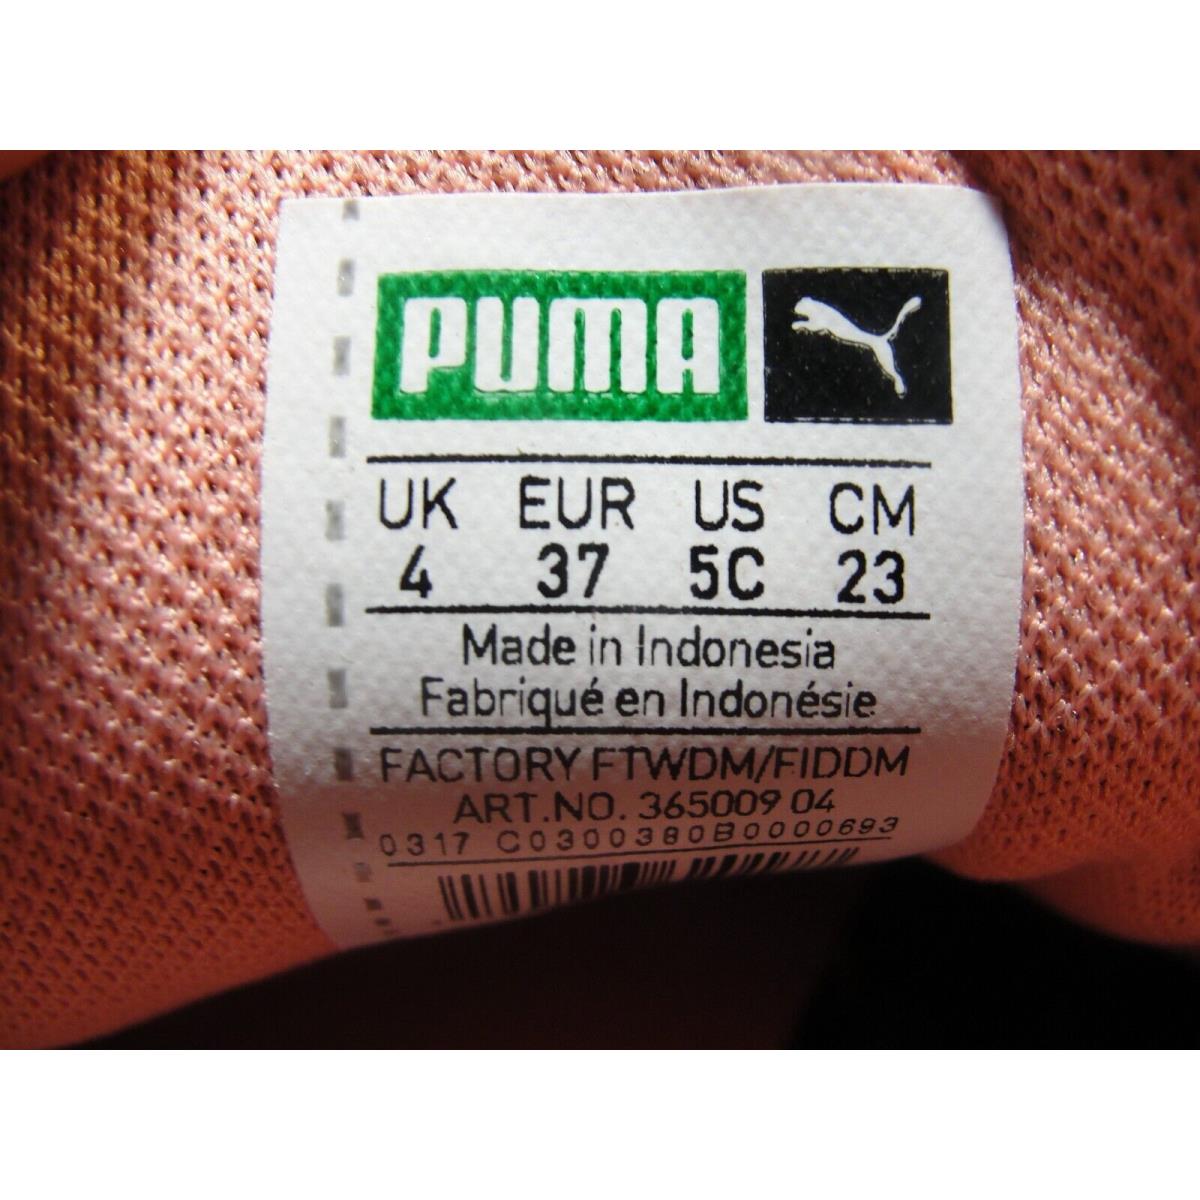 PUMA
UK EUR US CM
4 37 5C 23
Made in Indonesia
Fabriqué en Indonésie
FACTORY FTWDM/FIDDM
ART.NO. 365009 04
0317 C0300380B0000693